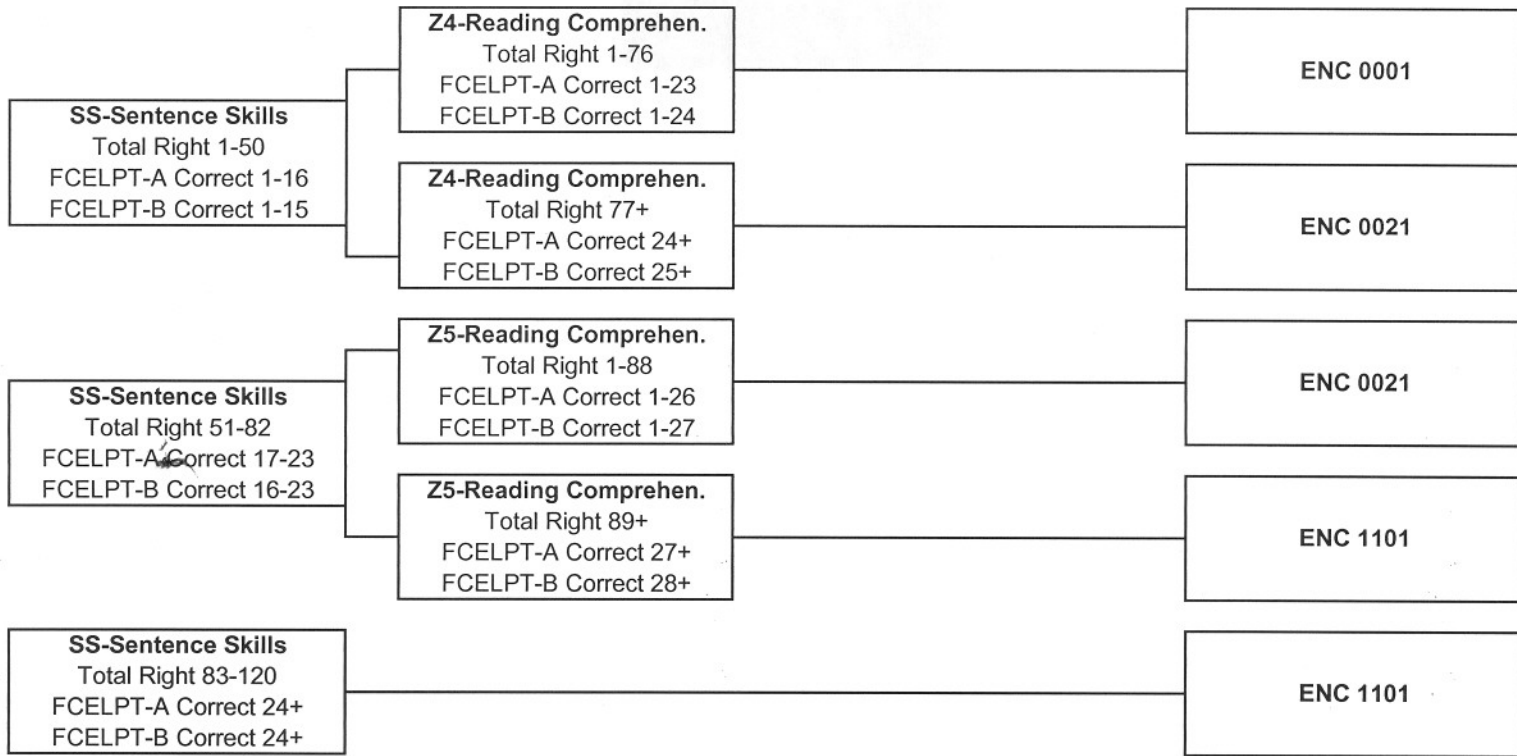 SS-Sentence Skills
Total Right 1-50
FCELPT-A Correct 1-16
FCELPT-B Correct 1-15
Z4-Reading Comprehen.
Total Right 1-76
FCELPT-A Correct 1-23
FCELPT-B Correct 1-24
ENC 0001
Z4-Reading Comprehen.
Total Right 77+
FCELPT-A Correct 24+
FCELPT-B Correct 25+
ENC 0021
SS-Sentence Skills
Total Right 51-82
FCELPT-A Correct 17-23
FCELPT-B Correct 16-23
Z5-Reading Comprehen.
Total Right 1-88
FCELPT-A Correct 1-26
FCELPT-B Correct 1-27
ENC 0021
Z5-Reading Comprehen.
Total Right 89+
FCELPT-A Correct 27+
FCELPT-B Correct 28+
ENC 1101
SS-Sentence Skills
Total Right 83-120
FCELPT-A Correct 24+
FCELPT-B Correct 24+
ENC 1101